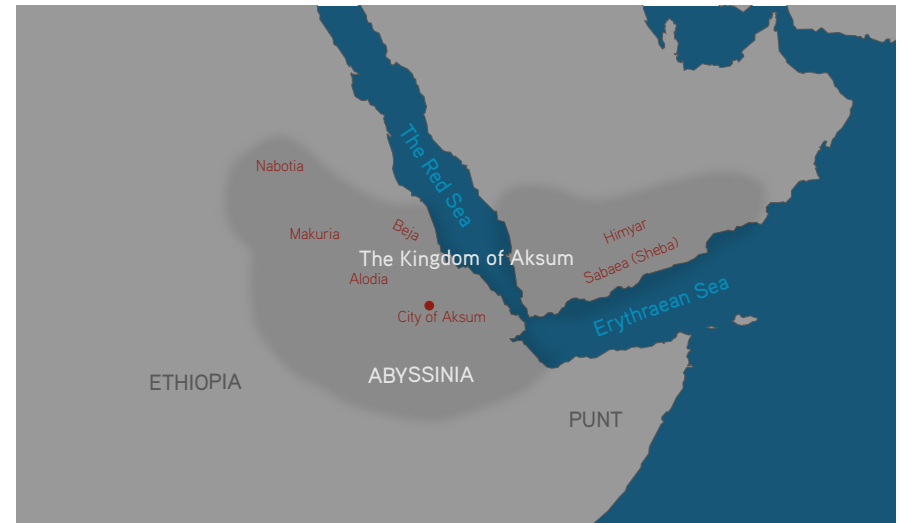 The Red Sea
Nabotia
Makuria
Beja
Himyar
The Kingdom of Aksum
Sabaea (Sheba)
Alodia
Erythraean Sea
City of Aksum
ABYSSINIA
ETHIOPIA
PUNT